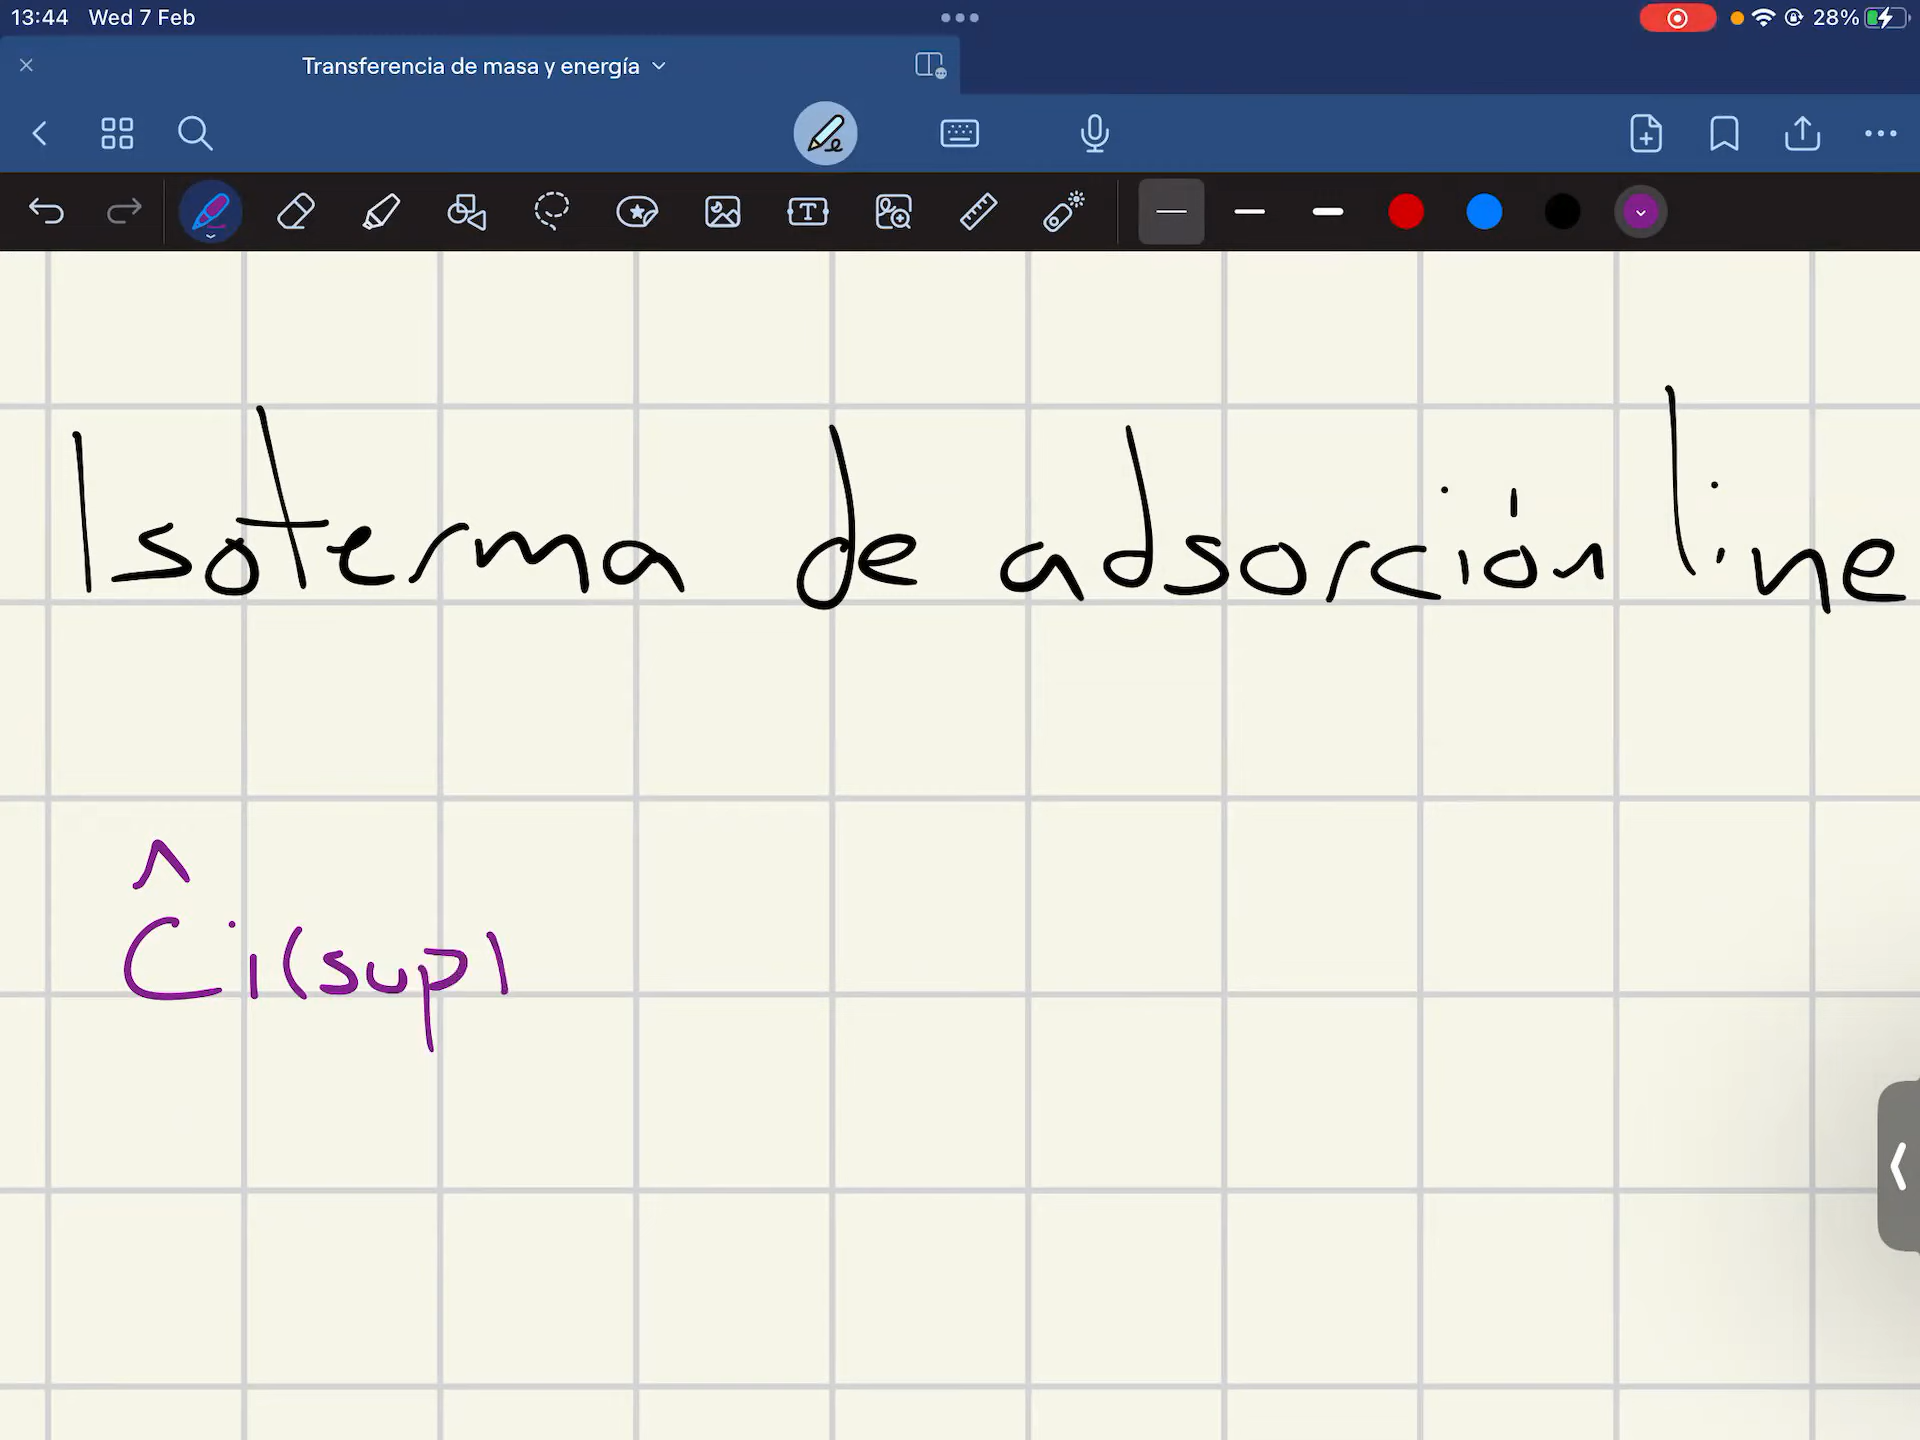 13:44 Wed 7 Feb 28%
Transferencia de masa y energía
Isoterma de adsorción line
Ĉi(sup)